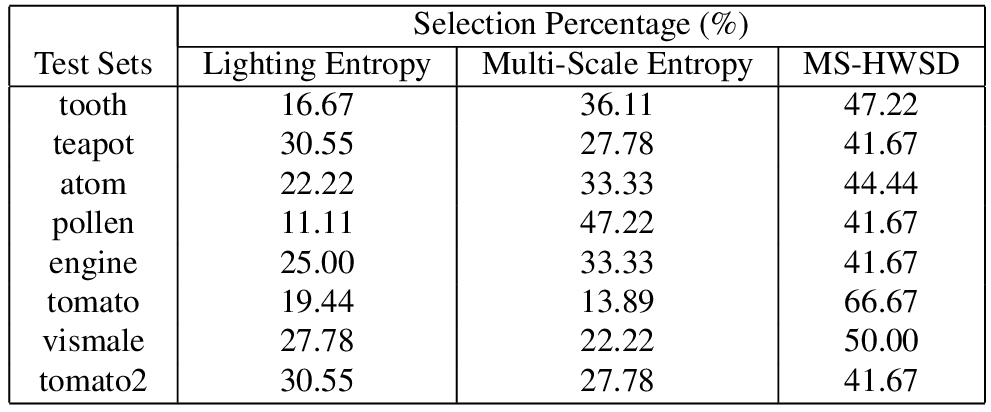 Selection Percentage (%)
Test Sets Lighting Entropy Multi-Scale Entropy MS-HWSD
tooth 16.67 36.11 47.22
teapot 30.55 27.78 41.67
atom 22.22 33.33 44.44
pollen 11.11 47.22 41.67
engine 25.00 33.33 41.67
tomato 19.44 13.89 66.67
vismale 27.78 22.22 50.00
tomato2 30.55 27.78 41.67